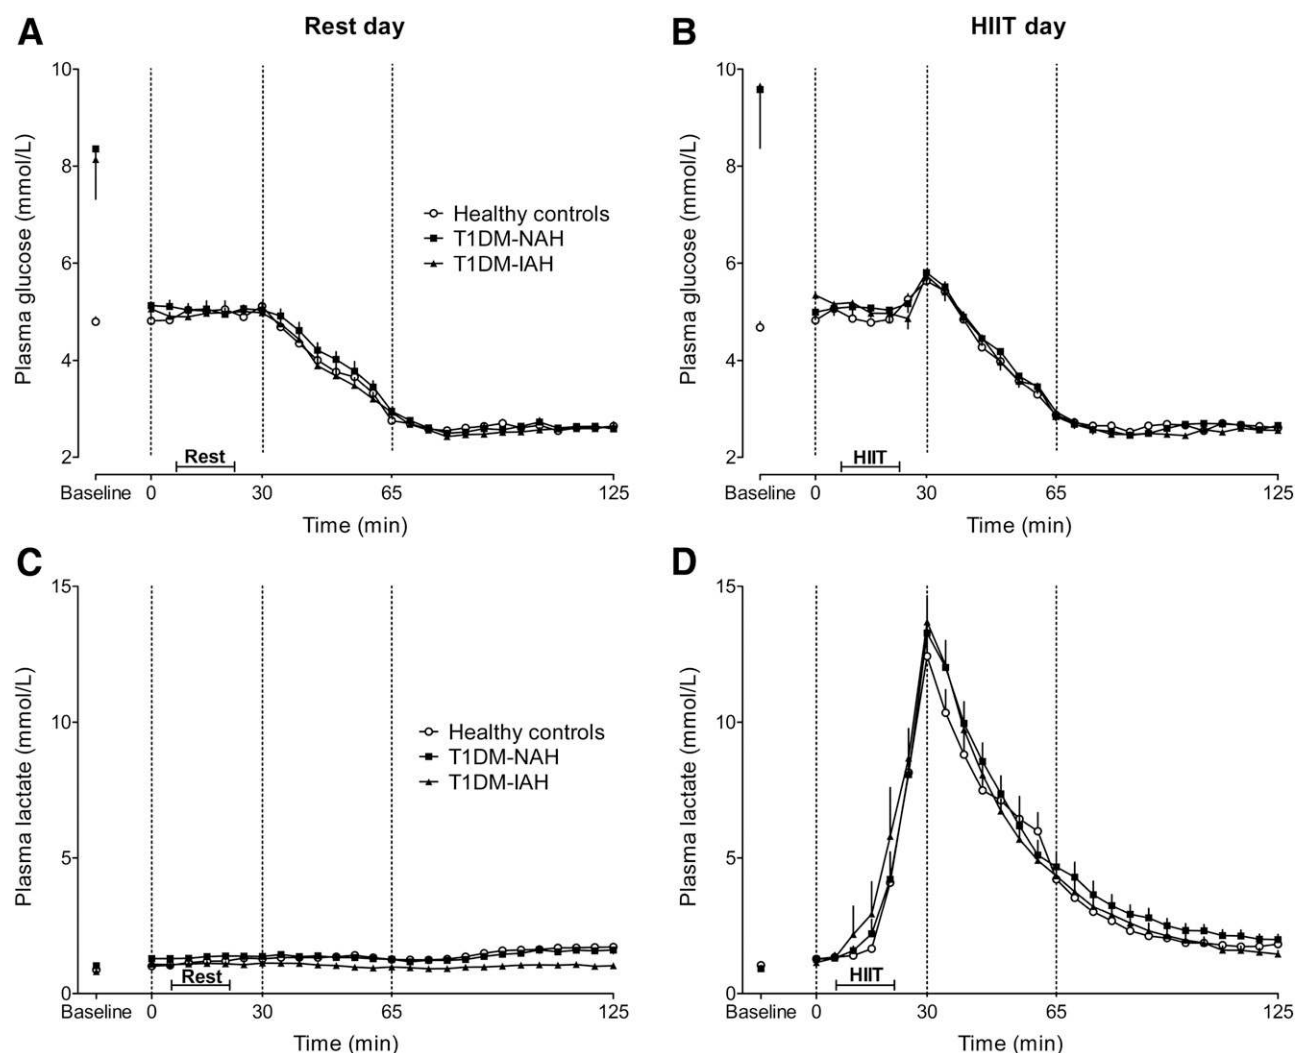 A
Rest day
Plasma glucose (mmol/L)
10
8
6
4
2
Healthy controls
T1DM-NAH
T1DM-IAH
Rest
Baseline 0 30 65 125
Time (min)
B
HIIT day
Plasma glucose (mmol/L)
10
8
6
4
2
HIIT
Baseline 0 30 65 125
Time (min)
C
Plasma lactate (mmol/L)
15
10
5
0
Healthy controls
T1DM-NAH
T1DM-IAH
Rest
Baseline 0 30 65 125
Time (min)
D
Plasma lactate (mmol/L)
15
10
5
0
HIIT
Baseline 0 30 65 125
Time (min)